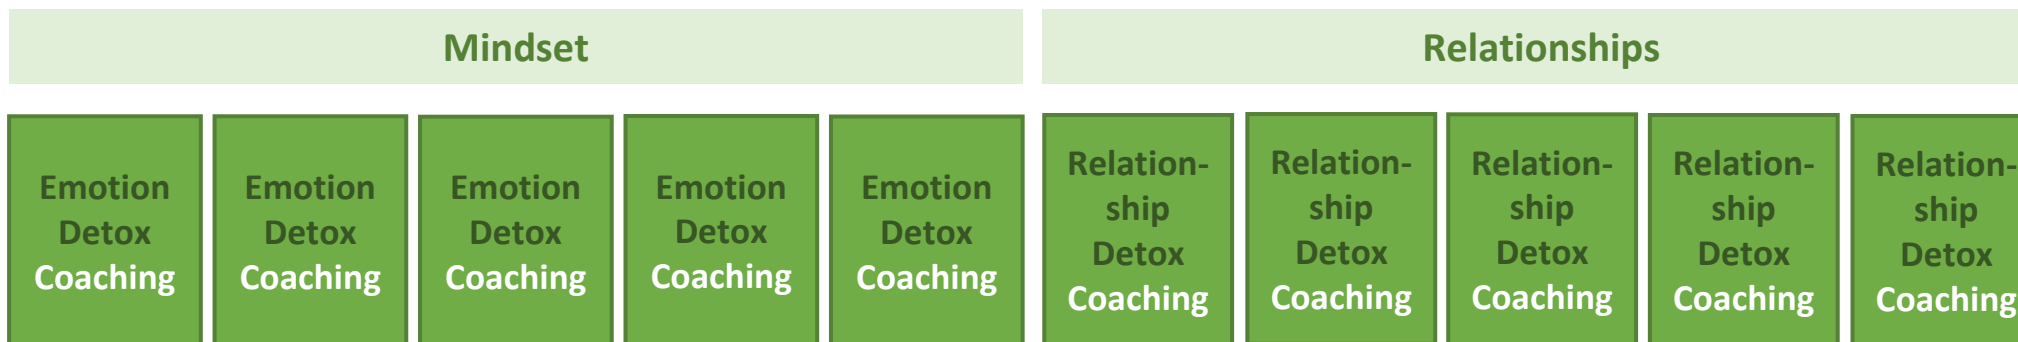 Mindset
Relationships
Emotion
Detox
Coaching
Emotion
Detox
Coaching
Emotion
Detox
Coaching
Emotion
Detox
Coaching
Emotion
Detox
Coaching
Relation-
ship
Detox
Coaching
Relation-
ship
Detox
Coaching
Relation-
ship
Detox
Coaching
Relation-
ship
Detox
Coaching
Relation-
ship
Detox
Coaching